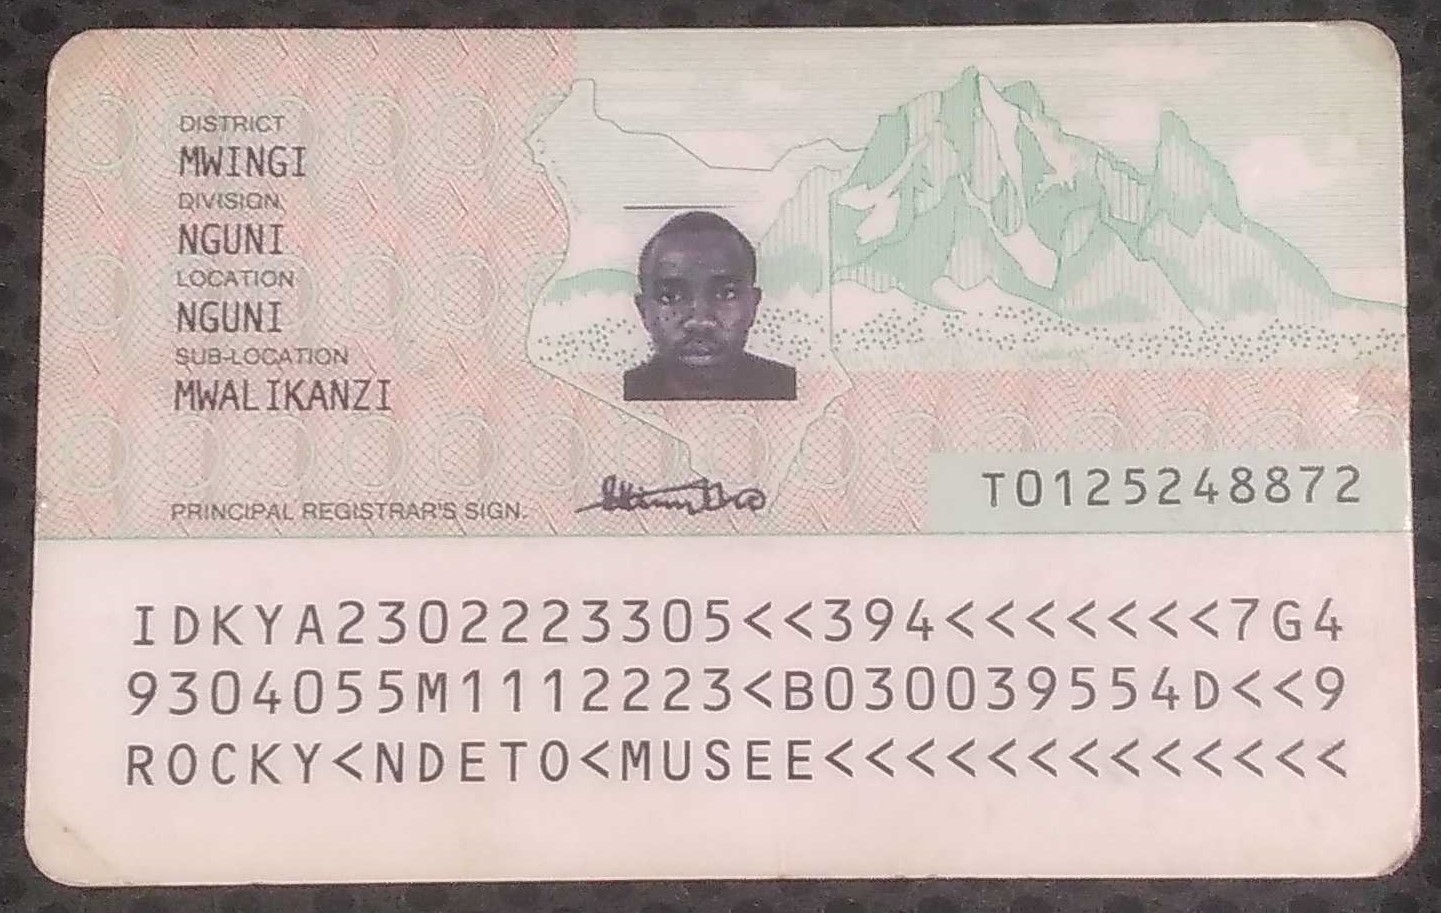 DISTRICT
MWINGI
DIVISION
NGUNI
LOCATION
NGUNI
SUB-LOCATION
MWALIKANZI
PRINCIPAL REGISTRAR'S SIGN.
T0125248872
IDKYA2302223305<<394<<<<<<<7G4
9304055M1112223<B030039554D<<9
ROCKY<NDETO<MUSEE<<<<<<<<<<<<<